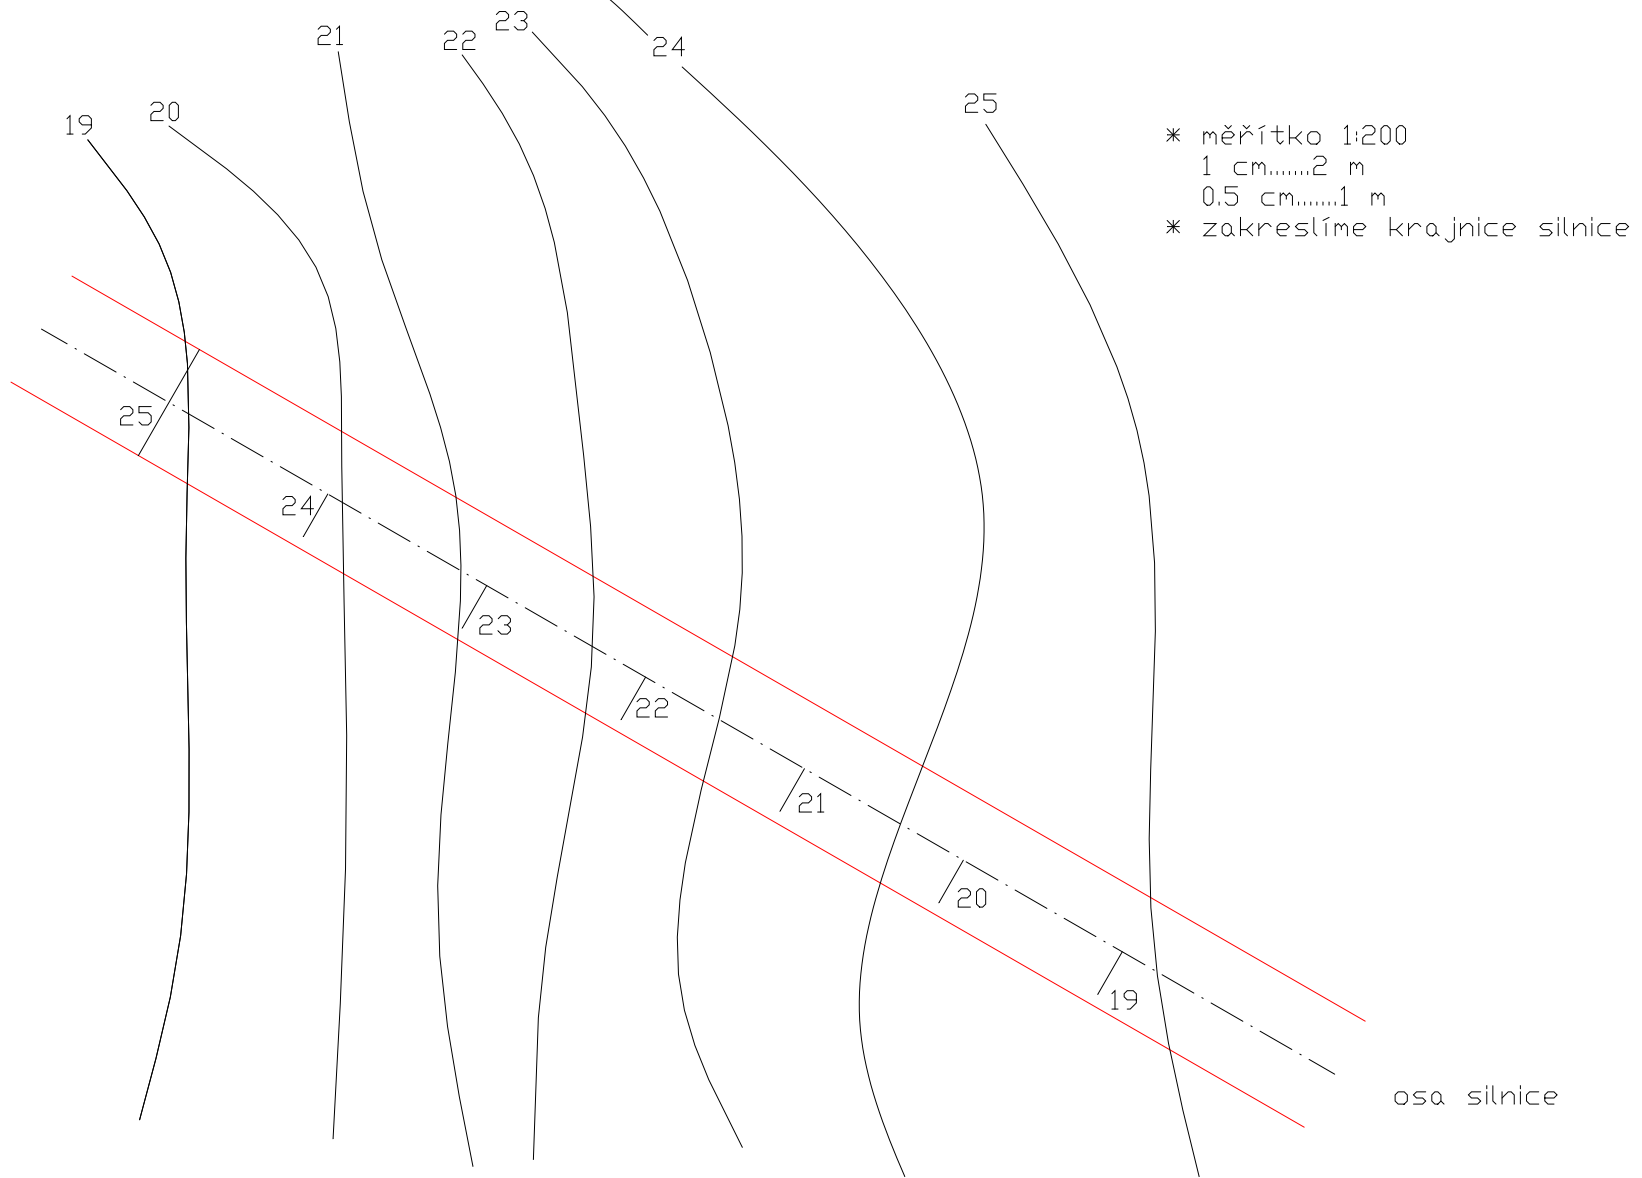 19
20
21
22
23
24
25
* měřítko 1:200
1 cm.......2 m
0.5 cm.......1 m
* zakreslíme krajnice silnice
25
24
23
22
21
20
19
osa silnice